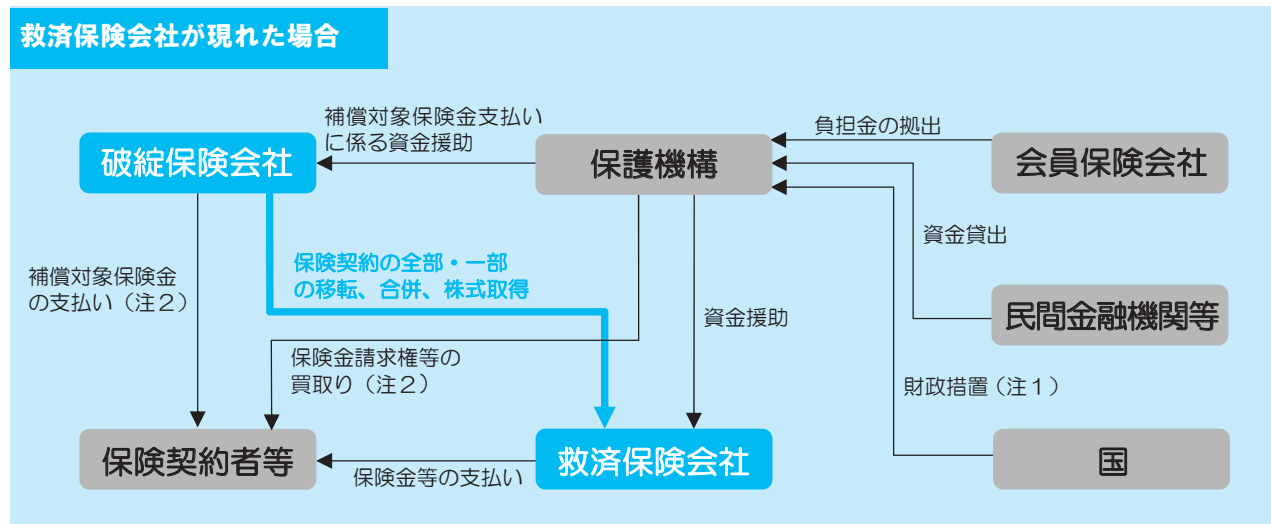 救済保険会社が現れた場合
補償対象保険金支払い
に係る資金援助
負担金の拠出
破綻保険会社
保護機構
会員保険会社
資金貸出
保険契約の全部・一部
の移転、合併、株式取得
補償対象保険金
の支払い（注２）
資金援助
民間金融機関等
保険金請求権等の
買取り（注２）
財政措置（注１）
保険契約者等
救済保険会社
国
保険金等の支払い